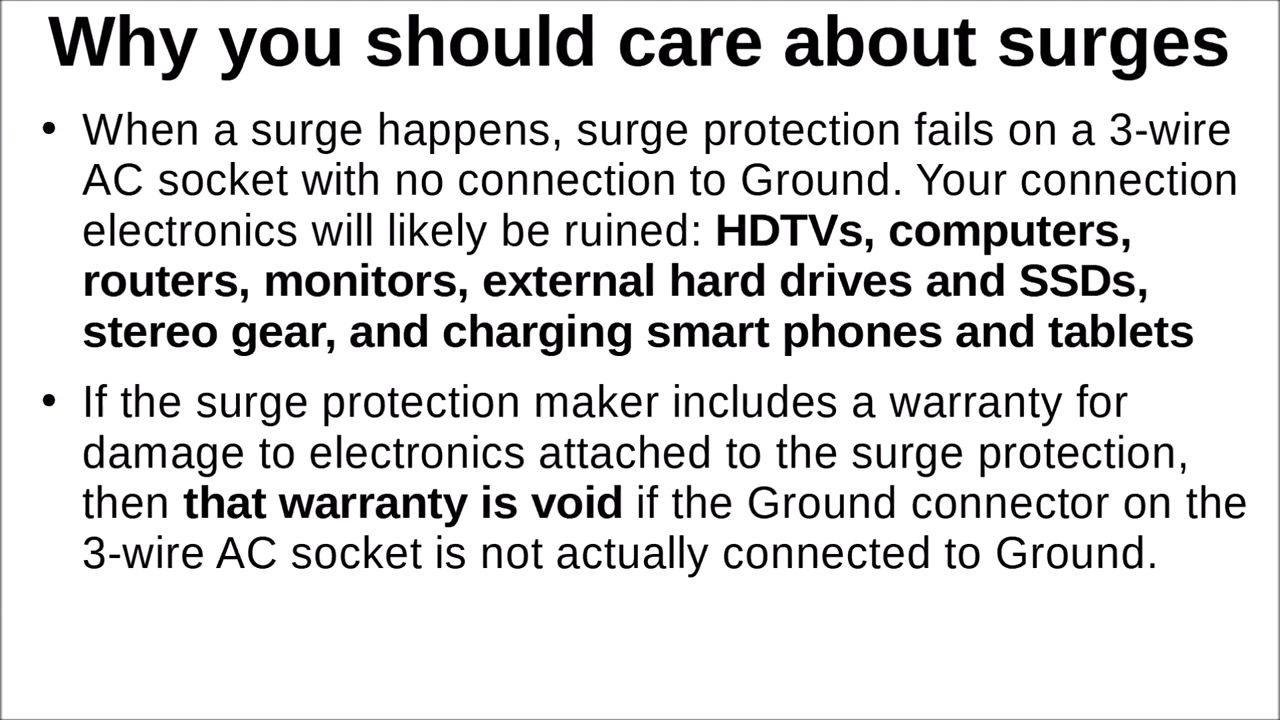 Why you should care about surges
• When a surge happens, surge protection fails on a 3-wire
AC socket with no connection to Ground. Your connection
electronics will likely be ruined: HDTVs, computers,
routers, monitors, external hard drives and SSDs,
stereo gear, and charging smart phones and tablets
• If the surge protection maker includes a warranty for
damage to electronics attached to the surge protection,
then that warranty is void if the Ground connector on the
3-wire AC socket is not actually connected to Ground.